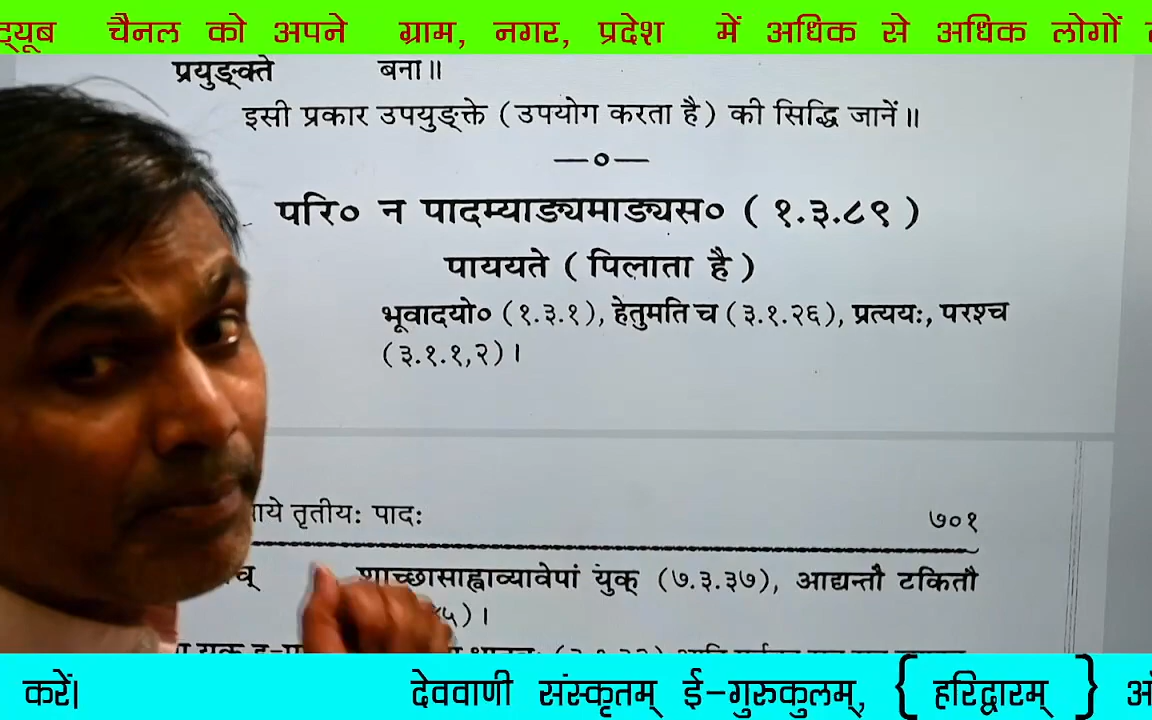 चैनल को अपने ग्राम, नगर, प्रदेश में अधिक से अधिक लोगों
प्रयुङ्क्ते बना॥
इसी प्रकार उपयुङ्क्ते (उपयोग करता है) की सिद्धि जानें॥
—०—
परि० न पादम्याङ्यमाङ्यस० (१.३.८९)
पाययते (पिलाता है)
भूवादयो० (१.३.१), हेतुमति च (३.१.२६), प्रत्ययः, परश्च
(३.१.१,२)।
तृतीयः पादः ७०१
शाच्छासाह्वाव्यावेपां युक् (७.३.३७), आद्यन्तौ टकितौ
करें। देववाणी संस्कृतम् ई-गुरुकुलम्, { हरिद्वारम् }